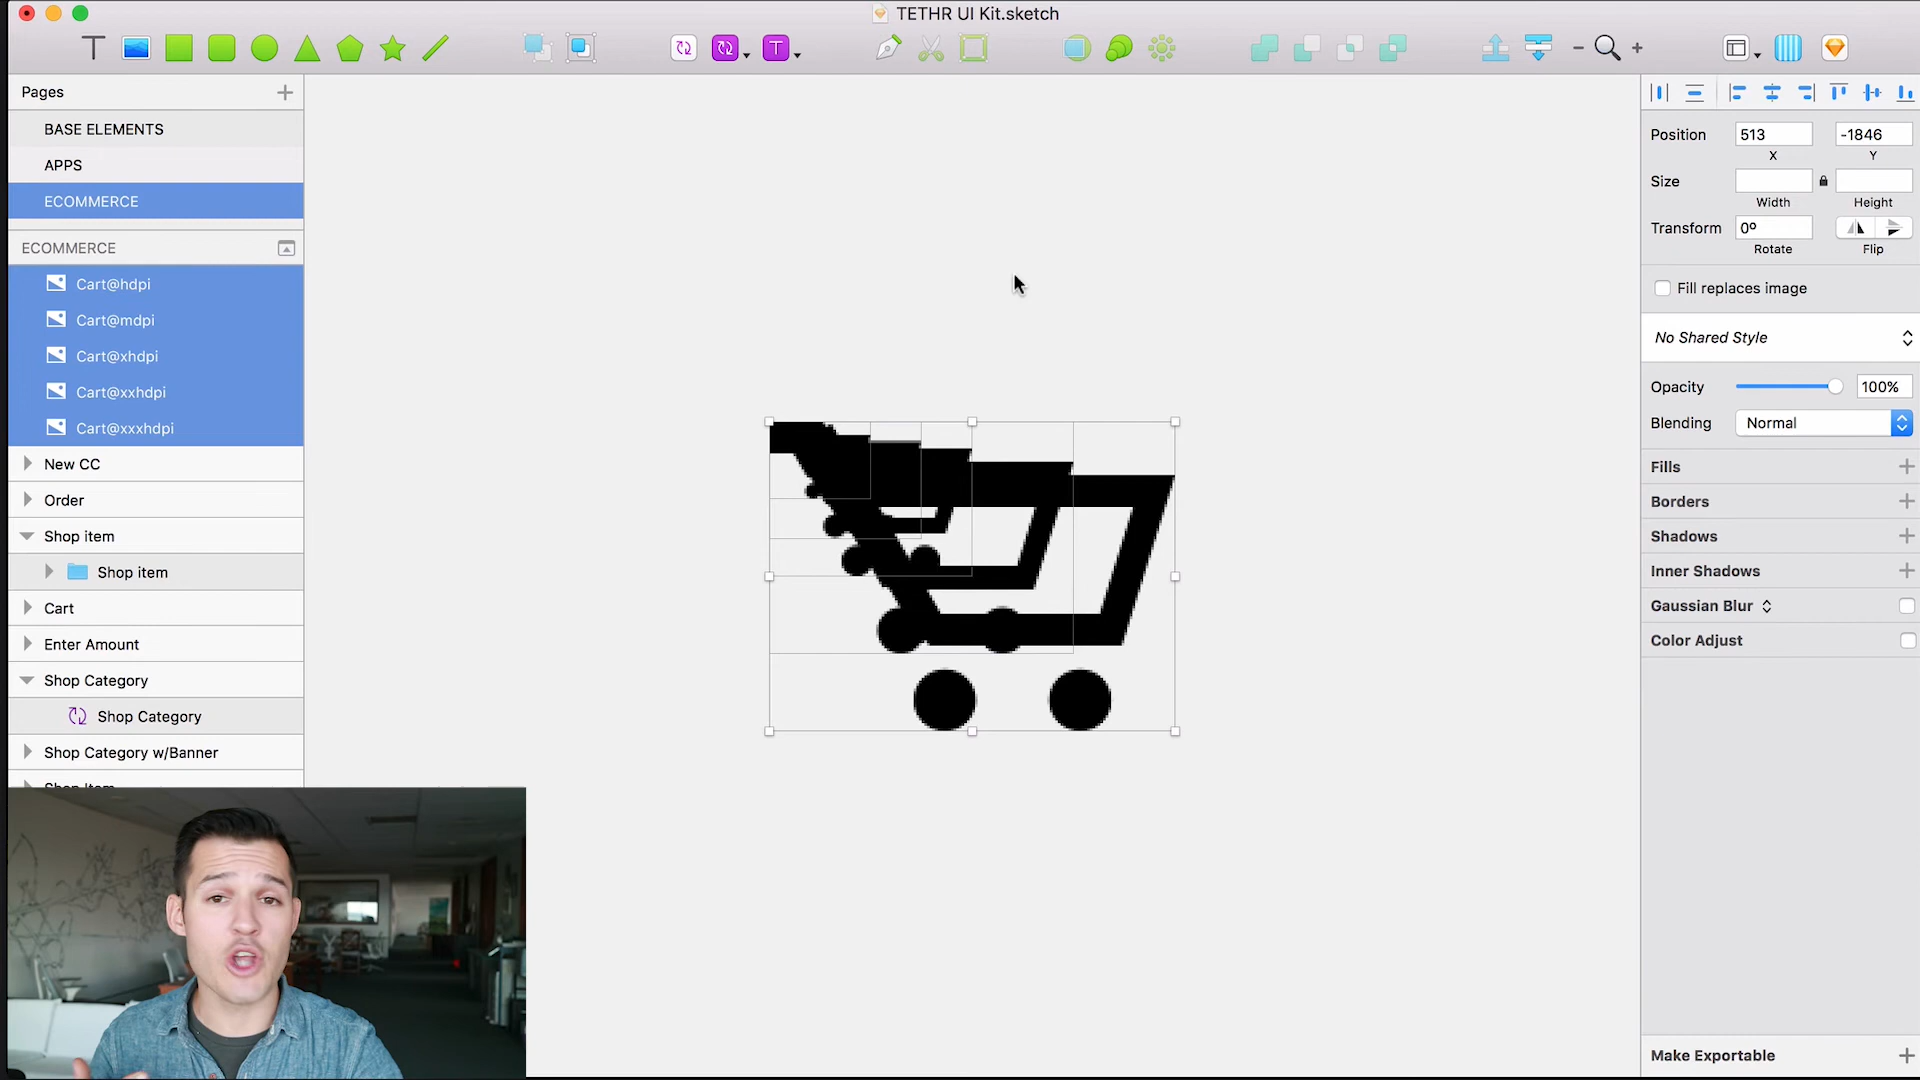 TETHR UI Kit.sketch
T
T
Pages
BASE ELEMENTS
APPS
ECOMMERCE
ECOMMERCE
Cart@hdpi
Cart@mdpi
Cart@xhdpi
Cart@xxhdpi
Cart@xxxhdpi
New CC
Order
Shop item
Shop item
Cart
Enter Amount
Shop Category
Shop Category
Shop Category w/Banner
Shop Item
Position 513 -1846
X Y
Size
Width Height
Transform 0º
Rotate Flip
Fill replaces image
No Shared Style
Opacity 100%
Blending Normal
Fills
Borders
Shadows
Inner Shadows
Gaussian Blur
Color Adjust
Make Exportable